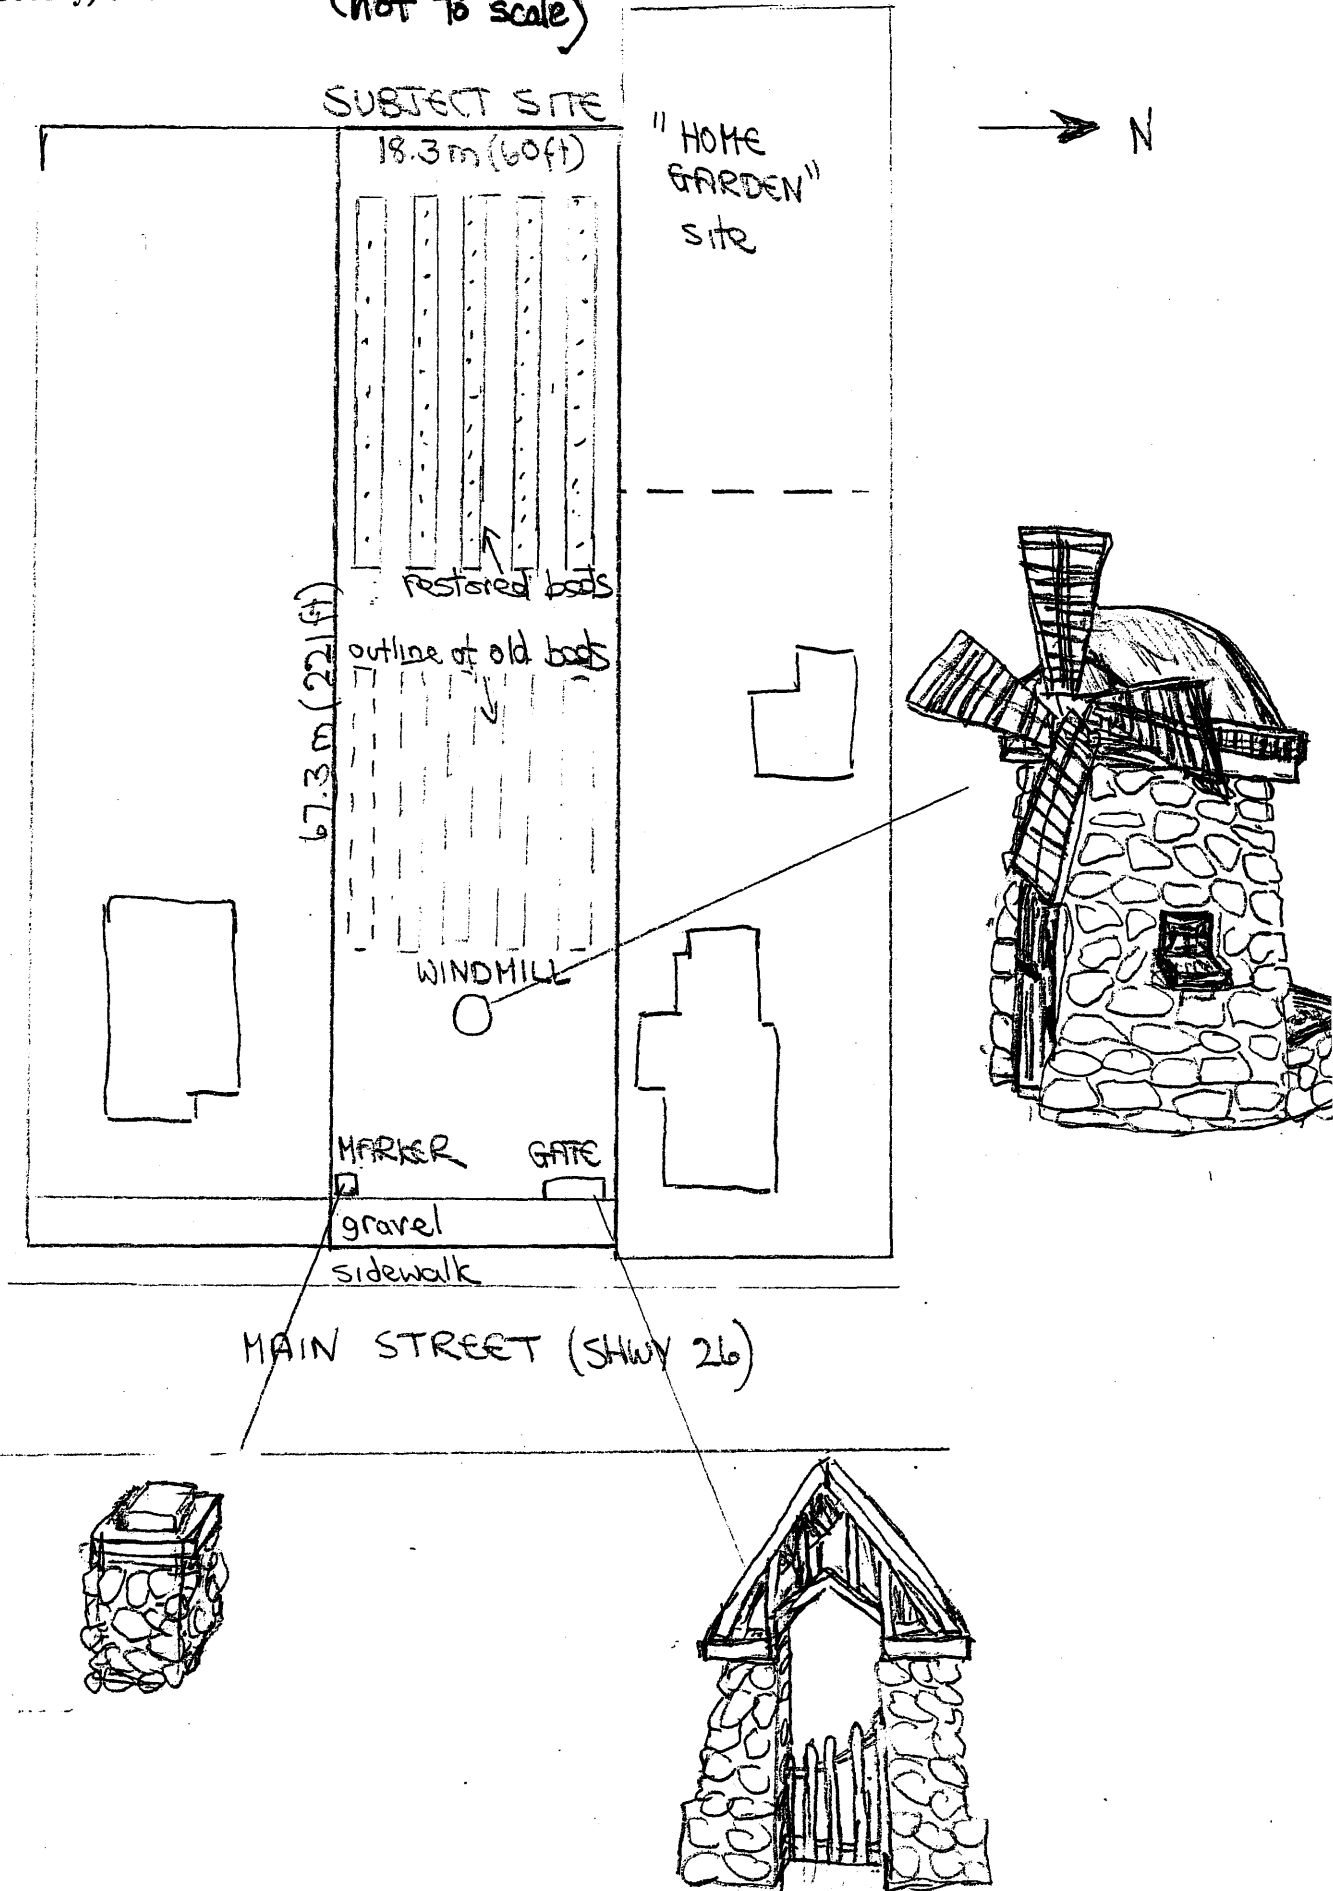 (not to scale)
SUBJECT SITE
18.3m (60ft)
"HOME
GARDEN"
site
N
restored beds
67.3 m (221 ft)
outline of old beds
WINDMILL
MARKER
GATE
gravel
sidewalk
MAIN STREET (SHWY 26)